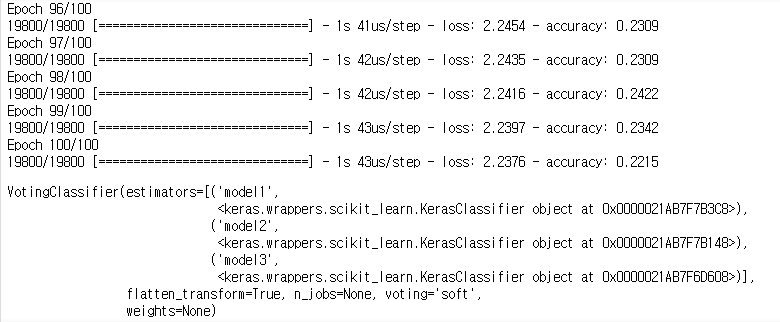 Epoch 96/100
19800/19800 [==============================] - 1s 41us/step - loss: 2.2454 - accuracy: 0.2309
Epoch 97/100
19800/19800 [==============================] - 1s 42us/step - loss: 2.2435 - accuracy: 0.2309
Epoch 98/100
19800/19800 [==============================] - 1s 42us/step - loss: 2.2416 - accuracy: 0.2422
Epoch 99/100
19800/19800 [==============================] - 1s 43us/step - loss: 2.2397 - accuracy: 0.2342
Epoch 100/100
19800/19800 [==============================] - 1s 43us/step - loss: 2.2376 - accuracy: 0.2215
VotingClassifier(estimators=[('model1',
<keras.wrappers.scikit_learn.KerasClassifier object at 0x0000021AB7F7B3C8>),
('model2',
<keras.wrappers.scikit_learn.KerasClassifier object at 0x0000021AB7F7B148>),
('model3',
<keras.wrappers.scikit_learn.KerasClassifier object at 0x0000021AB7F6D608>)],
flatten_transform=True, n_jobs=None, voting='soft',
weights=None)